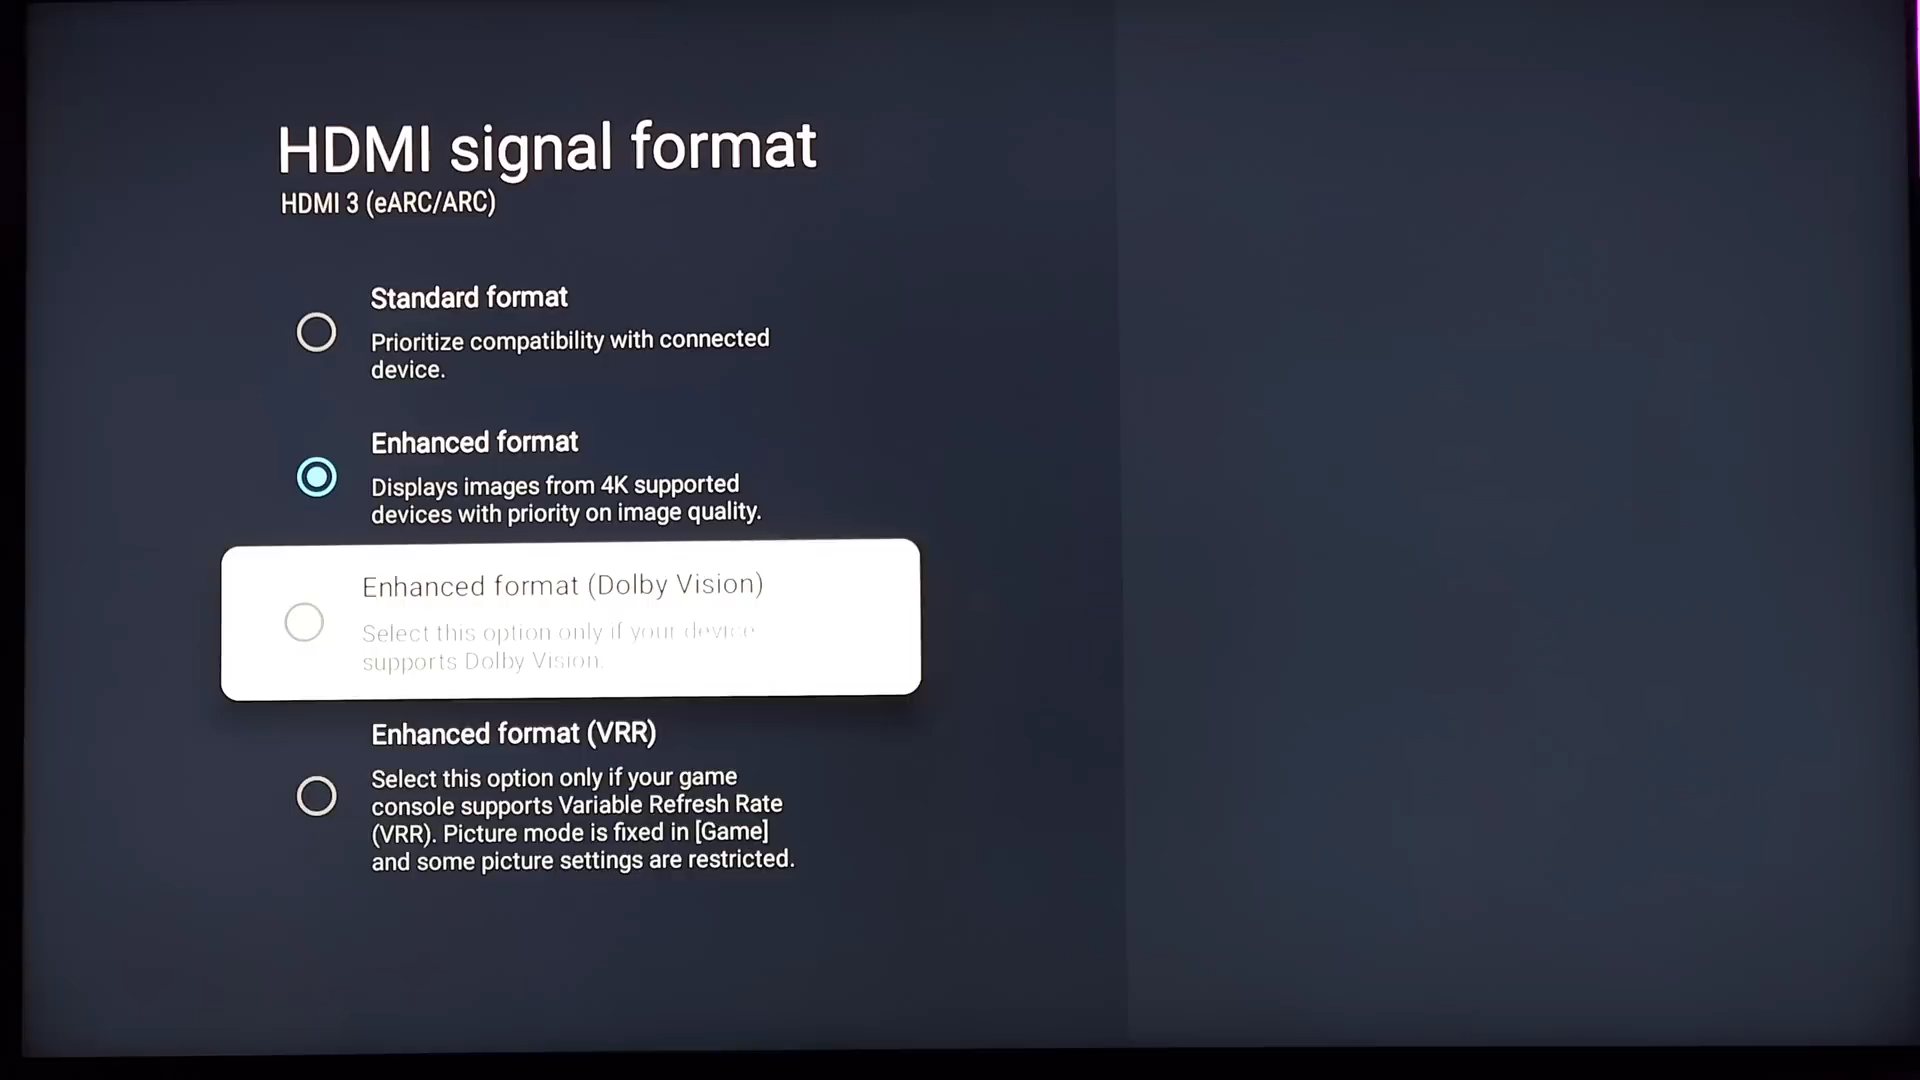 HDMI signal format
HDMI 3 (eARC/ARC)
Standard format
Prioritize compatibility with connected
device.
Enhanced format
Displays images from 4K supported
devices with priority on image quality.
Enhanced format (Dolby Vision)
Select this option only if your device
supports Dolby Vision.
Enhanced format (VRR)
Select this option only if your game
console supports Variable Refresh Rate
(VRR). Picture mode is fixed in [Game]
and some picture settings are restricted.